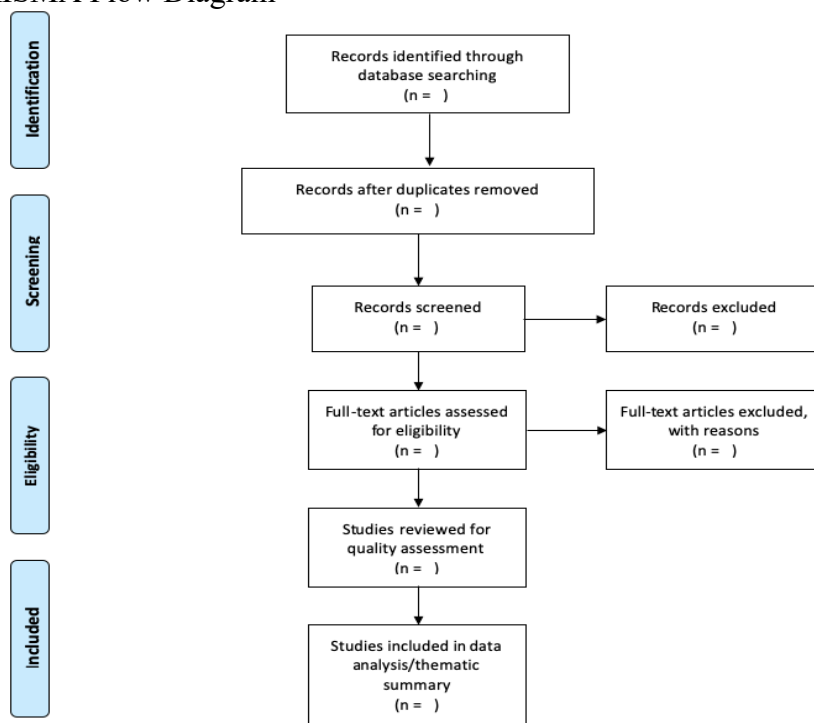 Flow Diagram
Identification
Records identified through
database searching
(n = )
Records after duplicates removed
(n = )
Screening
Records screened
(n = )
Records excluded
(n = )
Eligibility
Full-text articles assessed
for eligibility
(n = )
Full-text articles excluded,
with reasons
(n = )
Studies reviewed for
quality assessment
(n = )
Included
Studies included in data
analysis/thematic
summary
(n = )